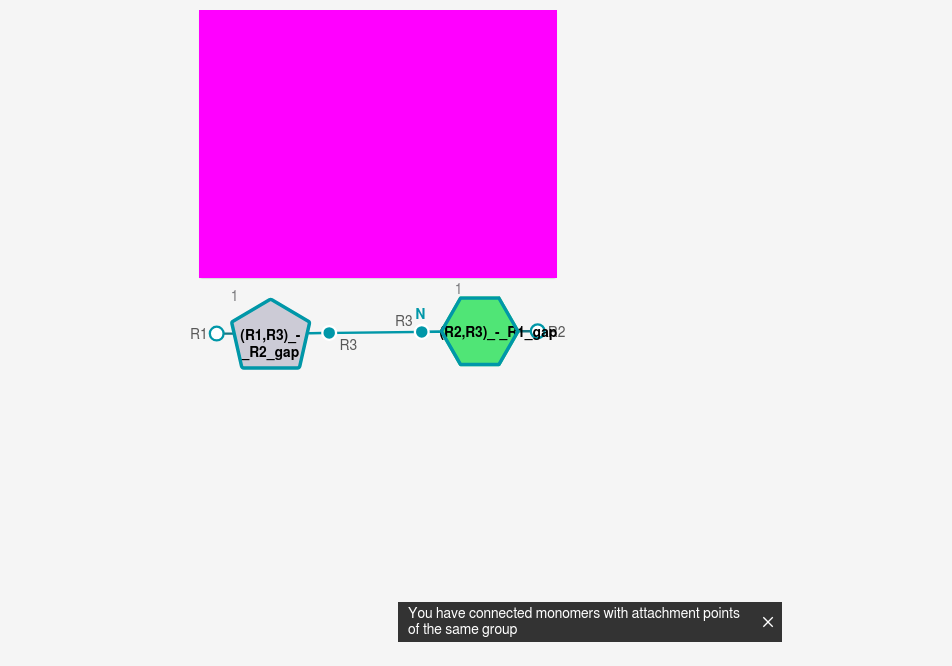 1
1
N
R1
(R1,R3)_-
_R2_gap
R3
R3
(R2,R3)_-_R1_gap
R2
You have connected monomers with attachment points
of the same group